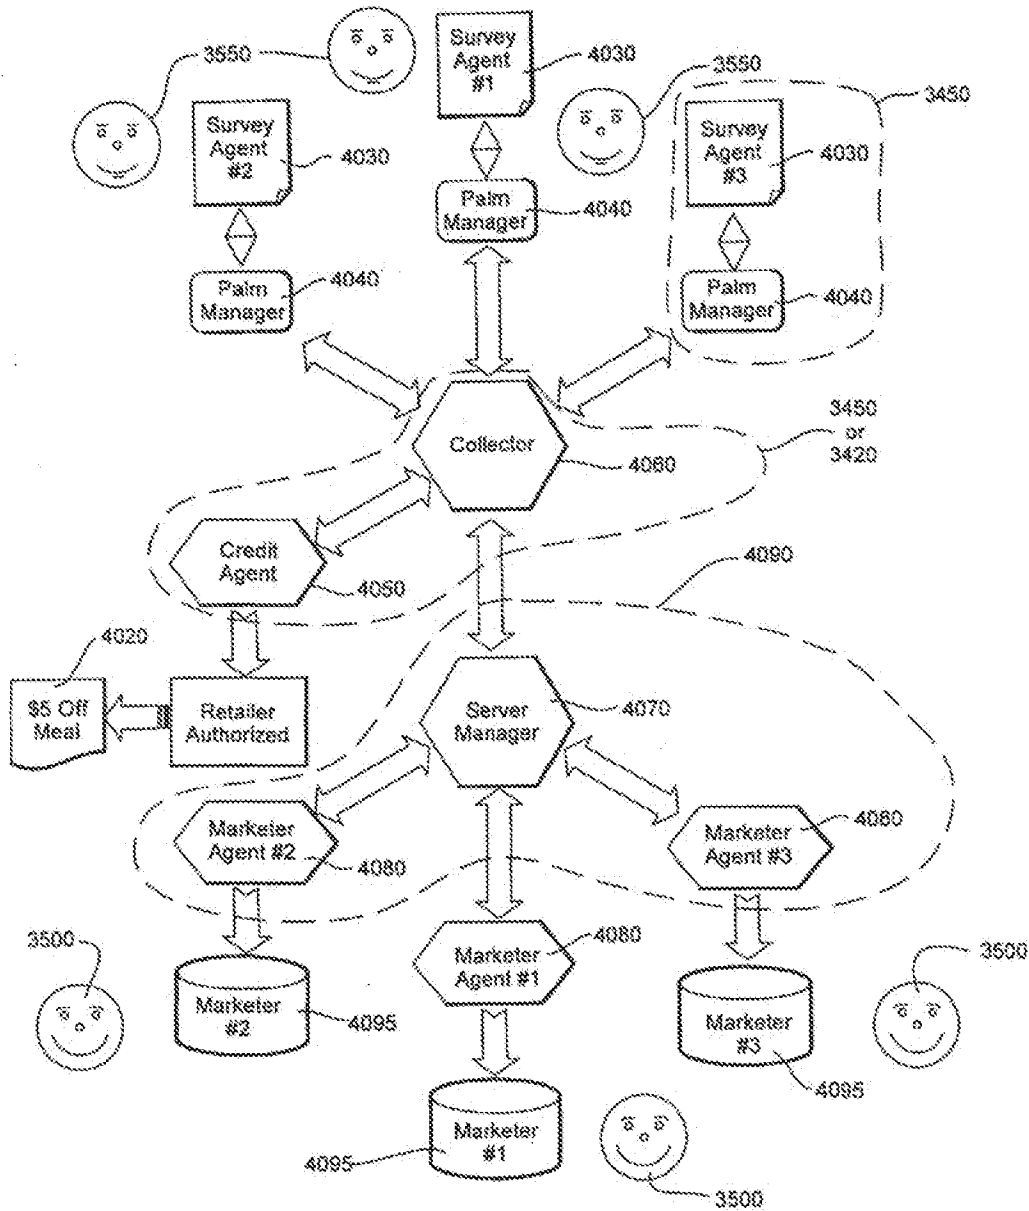 3550
Survey
Agent
#1
4030
3550
3450
Survey
Agent
#2
4030
Survey
Agent
#3
4030
Palm
Manager
4040
Palm
Manager
4040
Palm
Manager
4040
3450
or
3420
Collector
4060
Credit
Agent
4050
4090
4020
$5 Off
Meal
Retailer
Authorized
Server
Manager
4070
Marketer
Agent #2
4080
Marketer
Agent #3
4080
3500
Marketer
#2
4095
Marketer
Agent #1
4080
Marketer
#3
4095
3500
Marketer
#1
4095
3500